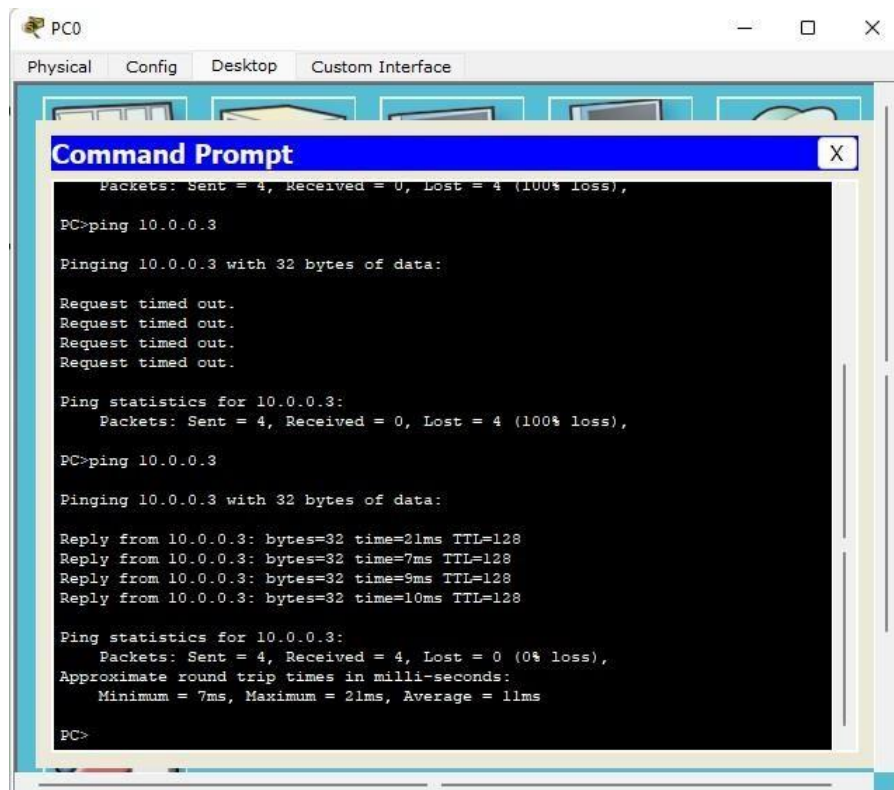 PC0
Physical Config Desktop Custom Interface
Command Prompt
X
Packets: Sent = 4, Received = 0, Lost = 4 (100% loss),
PC>ping 10.0.0.3
Pinging 10.0.0.3 with 32 bytes of data:
Request timed out.
Request timed out.
Request timed out.
Request timed out.
Ping statistics for 10.0.0.3:
Packets: Sent = 4, Received = 0, Lost = 4 (100% loss),
PC>ping 10.0.0.3
Pinging 10.0.0.3 with 32 bytes of data:
Reply from 10.0.0.3: bytes=32 time=21ms TTL=128
Reply from 10.0.0.3: bytes=32 time=7ms TTL=128
Reply from 10.0.0.3: bytes=32 time=9ms TTL=128
Reply from 10.0.0.3: bytes=32 time=10ms TTL=128
Ping statistics for 10.0.0.3:
Packets: Sent = 4, Received = 4, Lost = 0 (0% loss),
Approximate round trip times in milli-seconds:
Minimum = 7ms, Maximum = 21ms, Average = 11ms
PC>